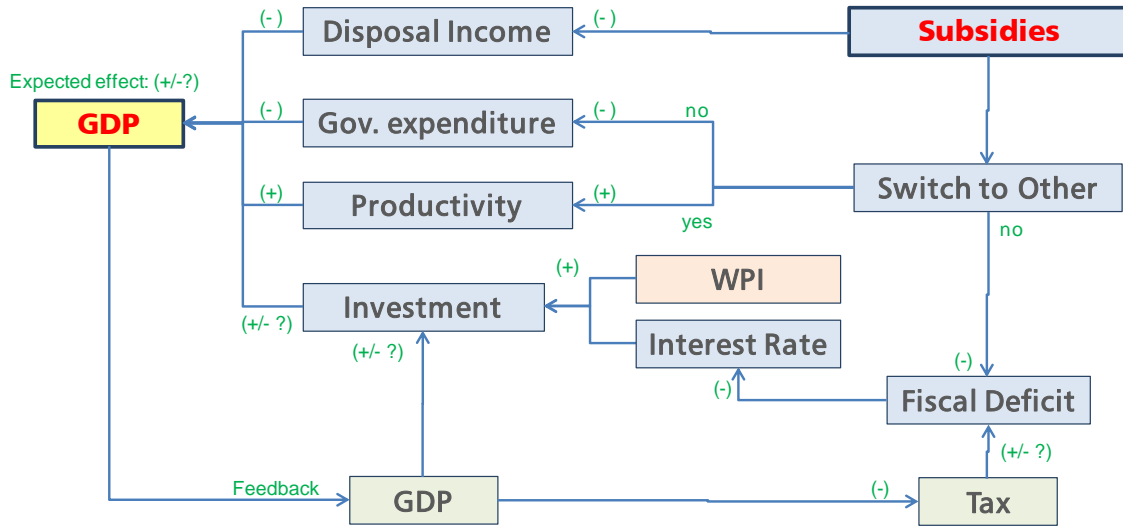 (-)
Disposal Income
(-)
Subsidies
Expected effect: (+/-?)
GDP
(-)
Gov. expenditure
(-)
no
(+)
Productivity
(+)
yes
Switch to Other
no
(+)
WPI
Investment
(+/- ?)
(+/- ?)
Interest Rate
(-)
(-)
Fiscal Deficit
(+/- ?)
Feedback
GDP
(-)
Tax